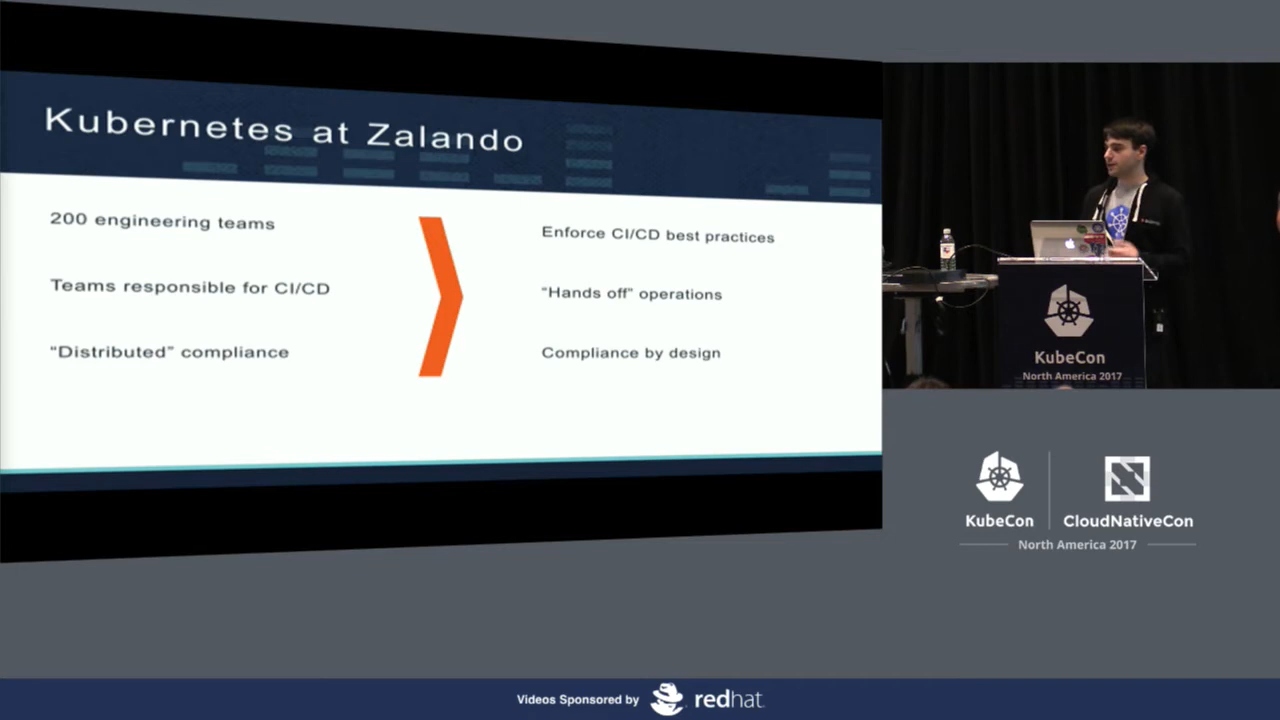 Kubernetes at Zalando
200 engineering teams
Teams responsible for CI/CD
“Distributed” compliance
Enforce CI/CD best practices
“Hands off” operations
Compliance by design
KubeCon
North America 2017
KubeCon
CloudNativeCon
North America 2017
Videos Sponsored by
redhat